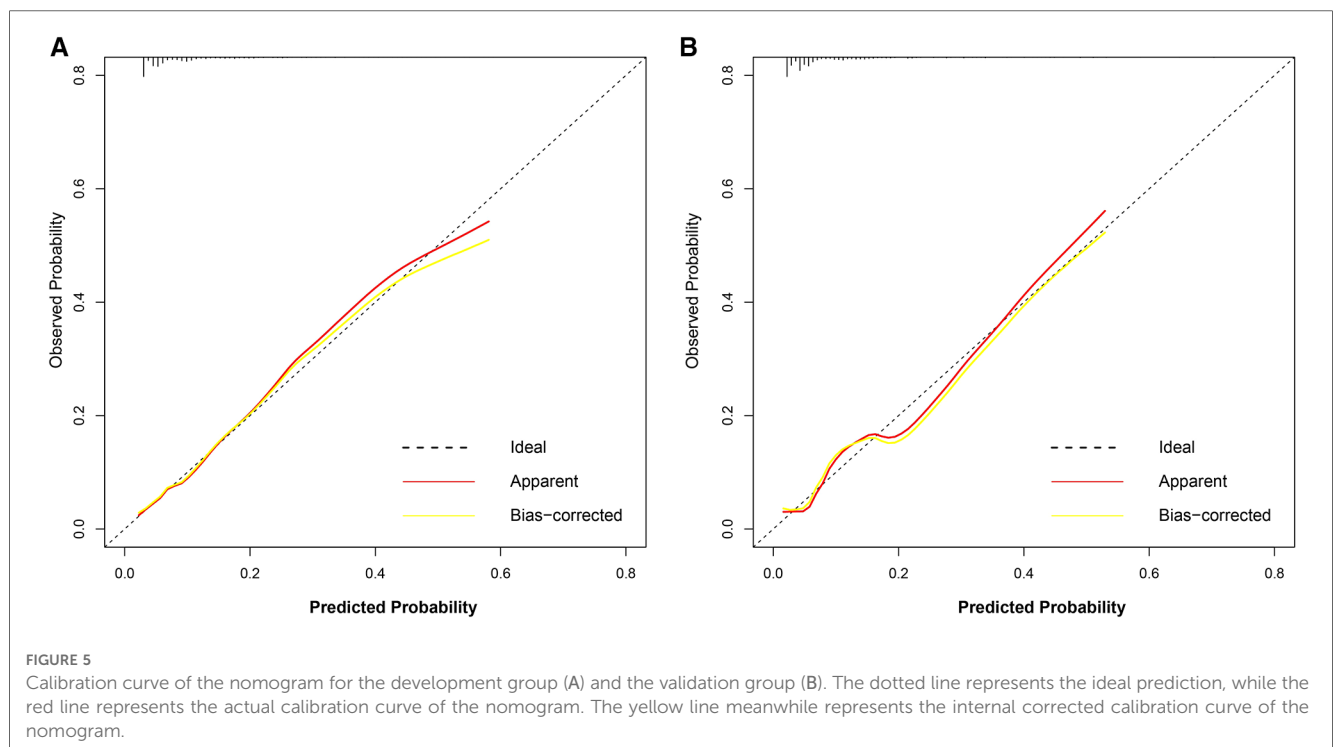 A
B
0.8
0.6
0.4
0.2
0.0
Observed Probability
Ideal
Apparent
Bias-corrected
0.0 0.2 0.4 0.6 0.8
Predicted Probability
0.8
0.6
0.4
0.2
0.0
Observed Probability
Ideal
Apparent
Bias-corrected
0.0 0.2 0.4 0.6 0.8
Predicted Probability
FIGURE 5
Calibration curve of the nomogram for the development group (A) and the validation group (B). The dotted line represents the ideal prediction, while the
red line represents the actual calibration curve of the nomogram. The yellow line meanwhile represents the internal corrected calibration curve of the
nomogram.